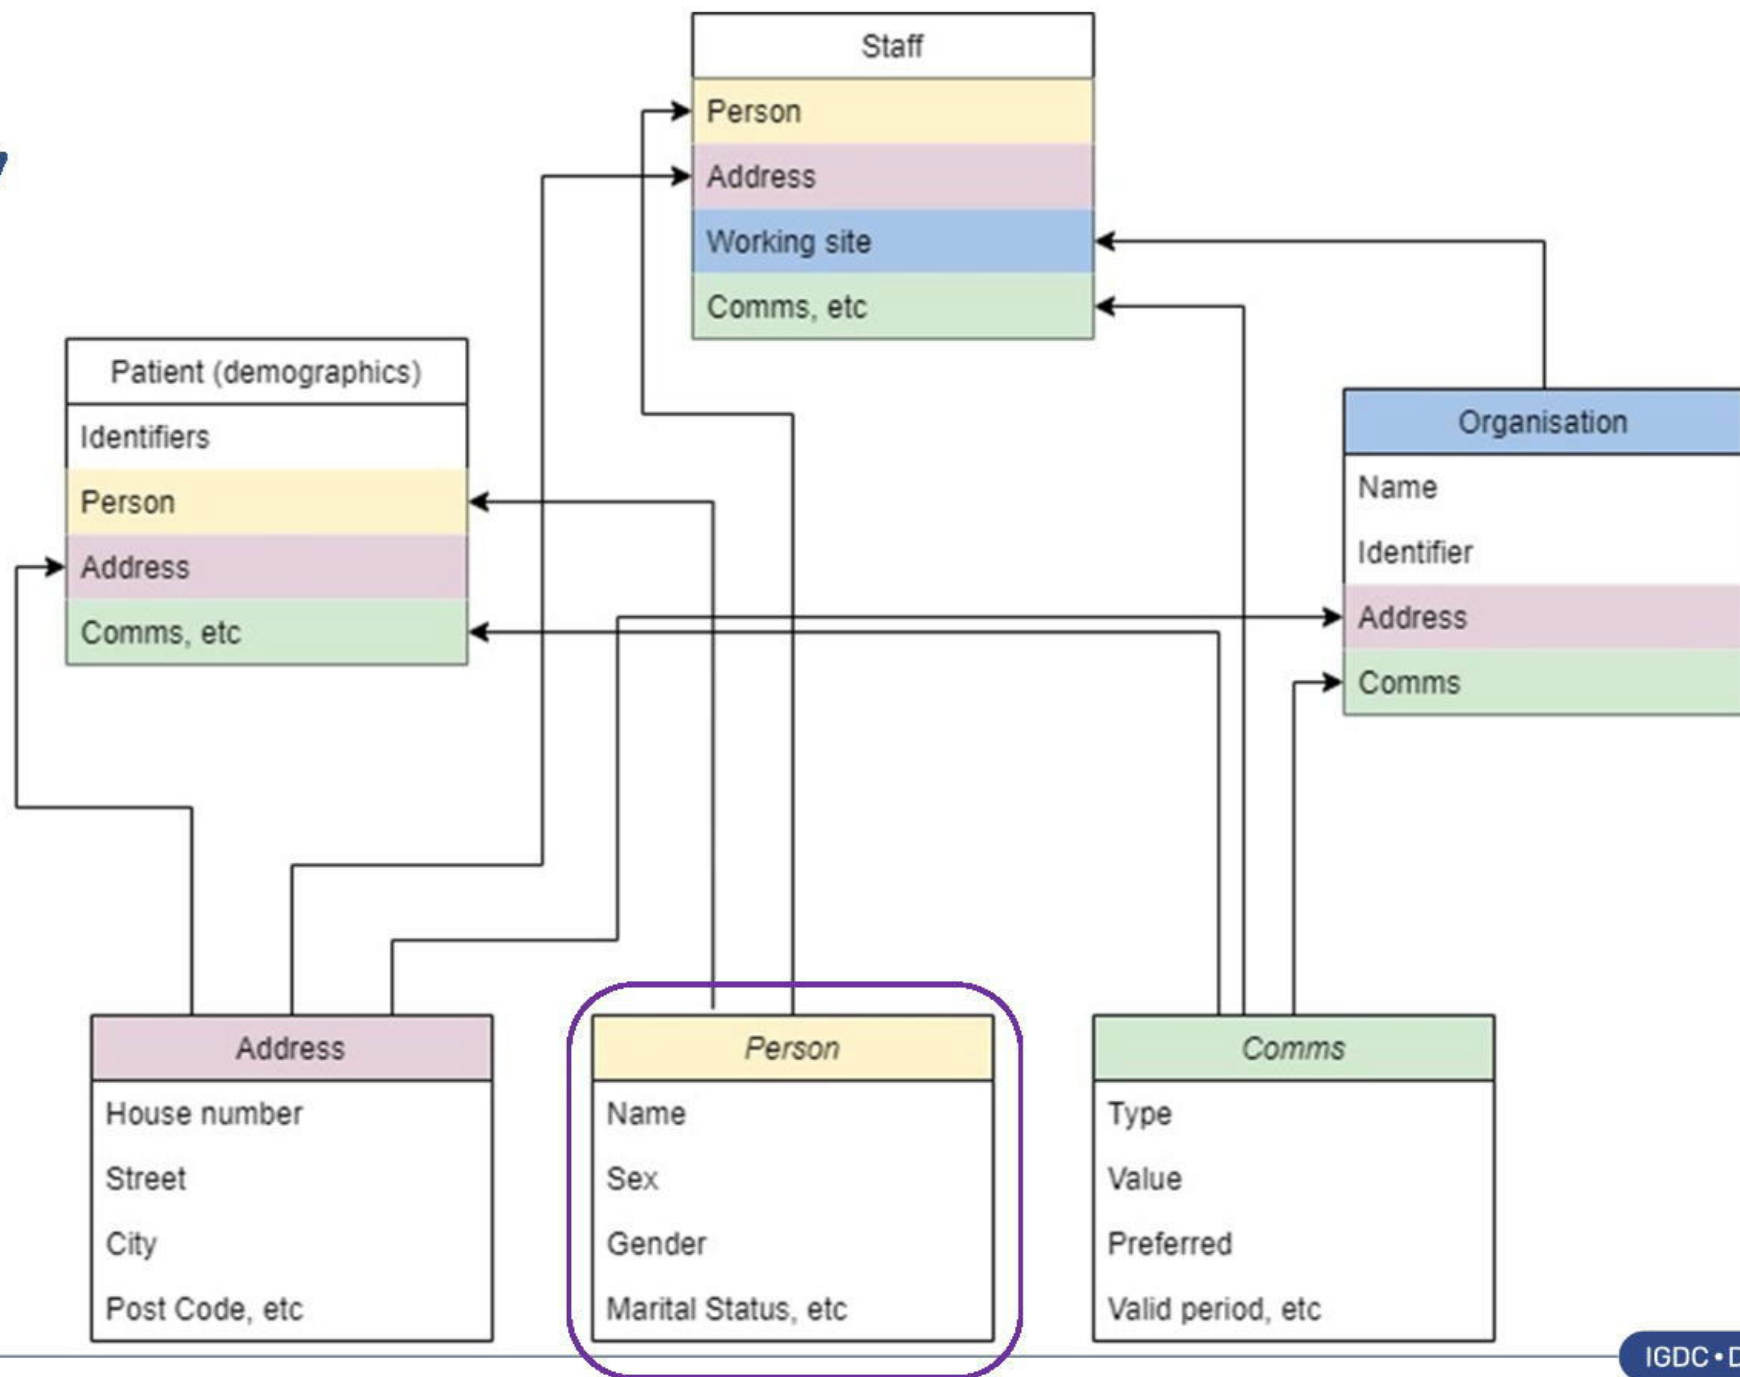 Staff
Person
Address
Working site
Comms, etc
Patient (demographics)
Identifiers
Person
Address
Comms, etc
Organisation
Name
Identifier
Address
Comms
Address
House number
Street
City
Post Code, etc
Person
Name
Sex
Gender
Marital Status, etc
Comms
Type
Value
Preferred
Valid period, etc
IGDC • D